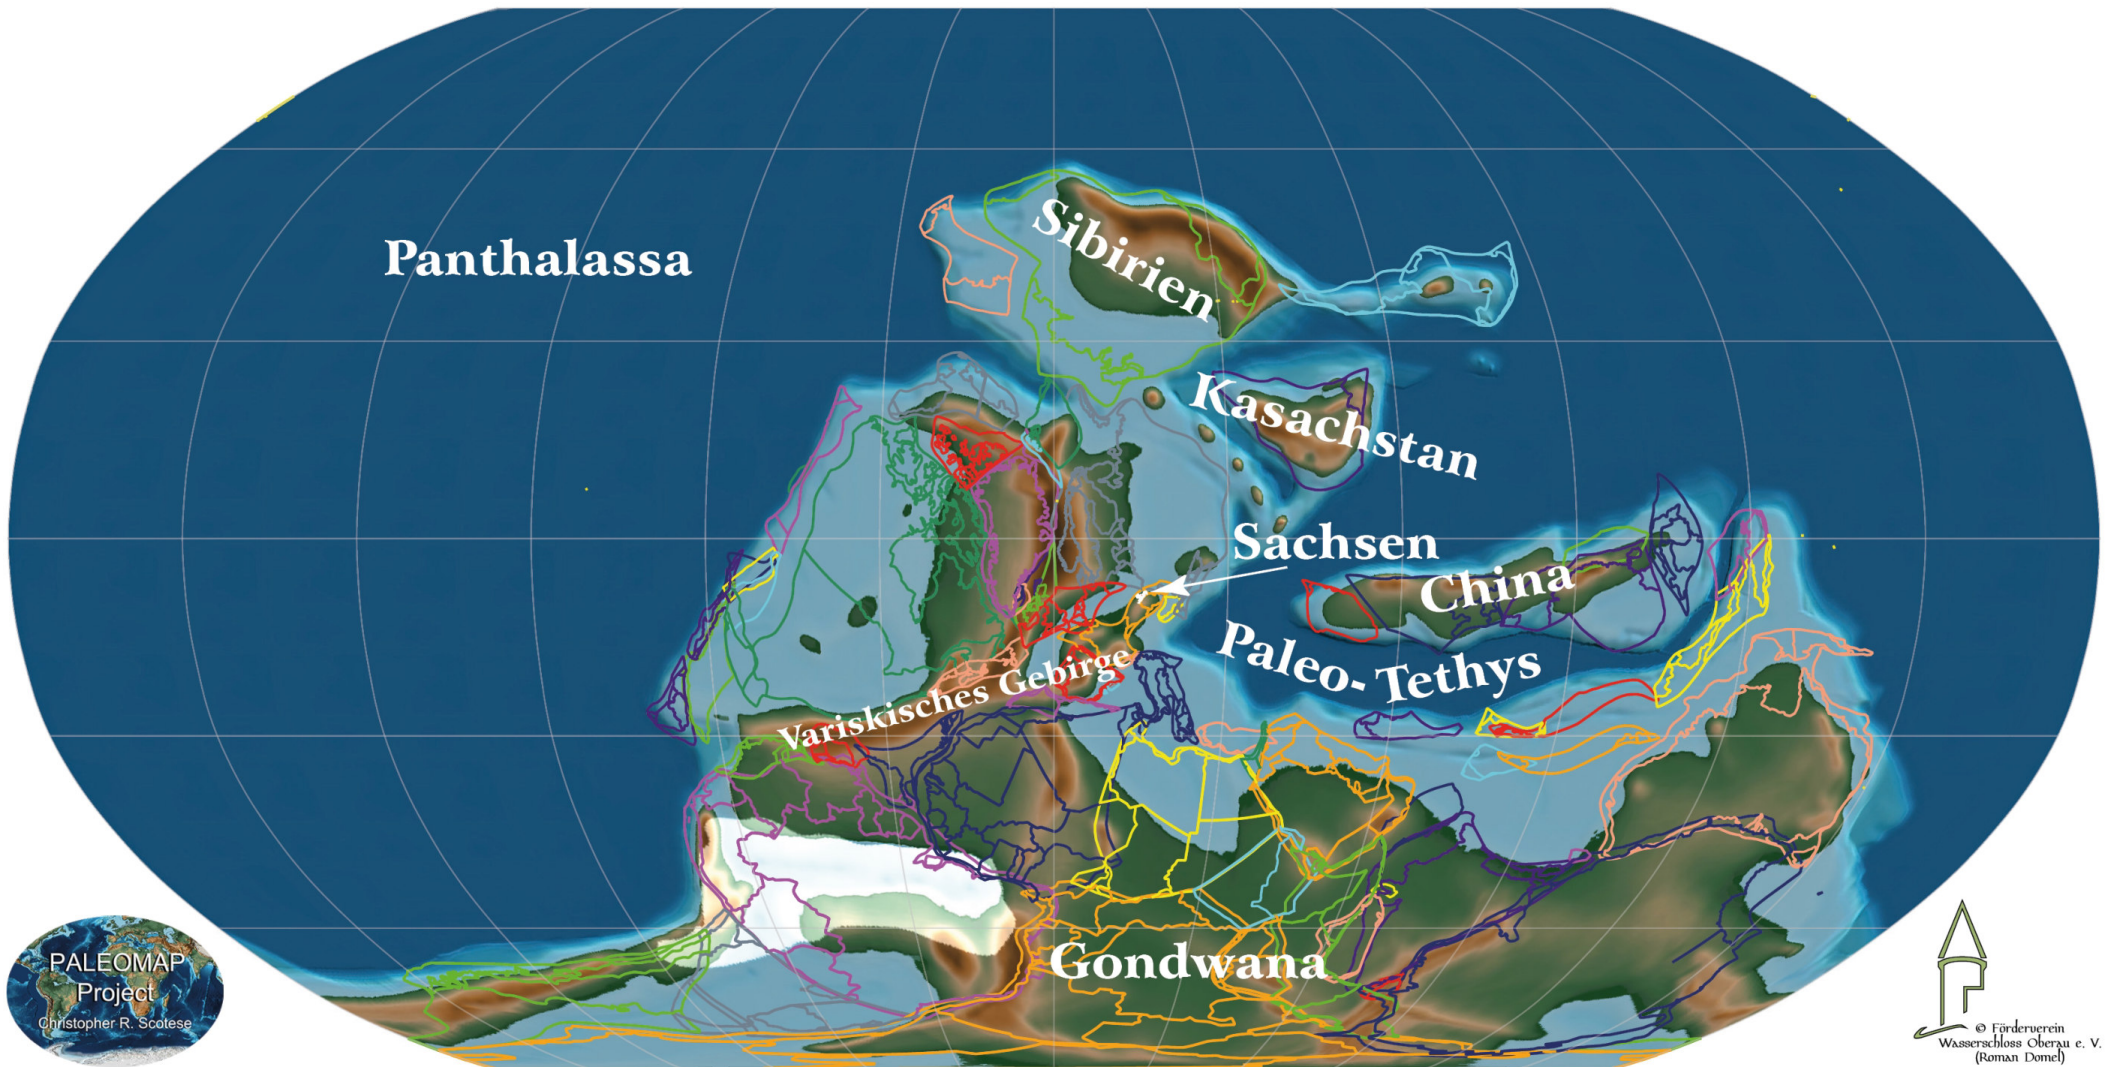 Panthalassa
Sibirien
Kasachstan
Sachsen
China
Paleo-Tethys
Variskisches Gebirge
Gondwana
PALEOMAP
Project
Christopher R. Scotese
© Förderverein
Wasserschloss Oberau e. V.
(Roman Domel)